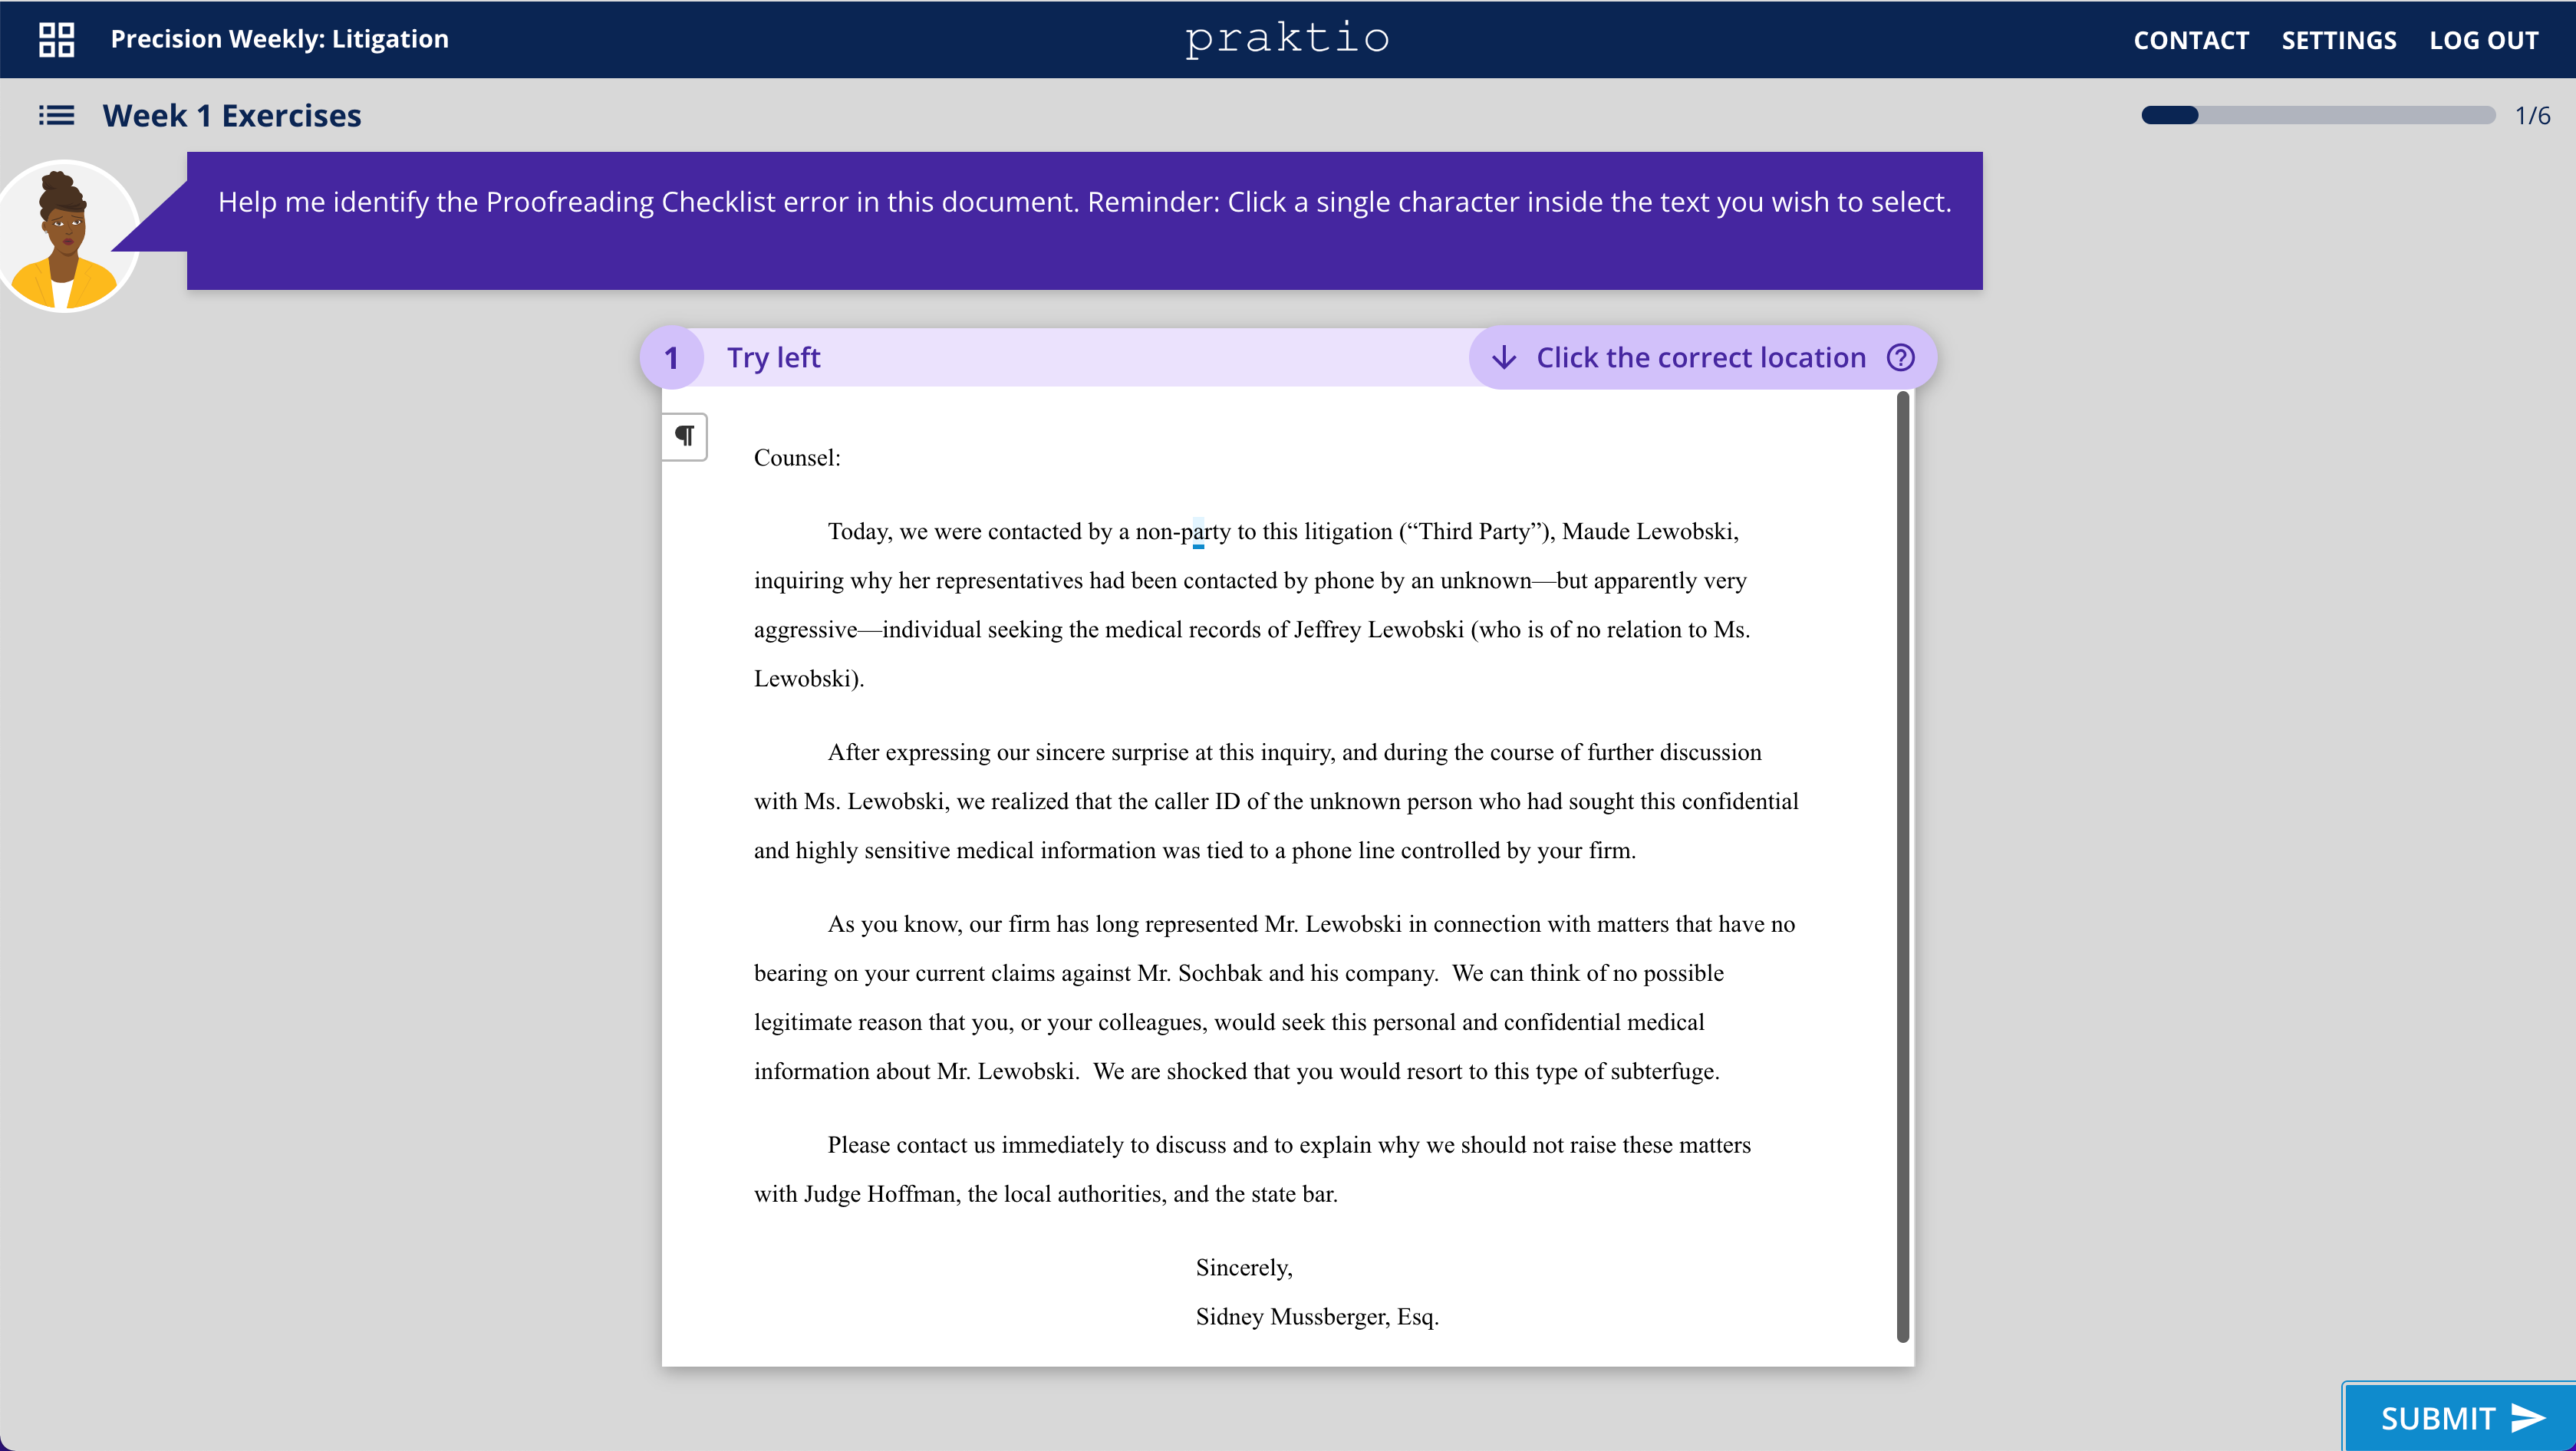 Precision Weekly: Litigation
praktio
CONTACT SETTINGS LOG OUT
Week 1 Exercises
1/6
Help me identify the Proofreading Checklist error in this document. Reminder: Click a single character inside the text you wish to select.
1 Try left
Click the correct location ?
¶
Counsel:
Today, we were contacted by a non-party to this litigation (“Third Party”), Maude Lewobski,
inquiring why her representatives had been contacted by phone by an unknown—but apparently very
aggressive—individual seeking the medical records of Jeffrey Lewobski (who is of no relation to Ms.
Lewobski).
After expressing our sincere surprise at this inquiry, and during the course of further discussion
with Ms. Lewobski, we realized that the caller ID of the unknown person who had sought this confidential
and highly sensitive medical information was tied to a phone line controlled by your firm.
As you know, our firm has long represented Mr. Lewobski in connection with matters that have no
bearing on your current claims against Mr. Sochbak and his company.  We can think of no possible
legitimate reason that you, or your colleagues, would seek this personal and confidential medical
information about Mr. Lewobski.  We are shocked that you would resort to this type of subterfuge.
Please contact us immediately to discuss and to explain why we should not raise these matters
with Judge Hoffman, the local authorities, and the state bar.
Sincerely,
Sidney Mussberger, Esq.
SUBMIT